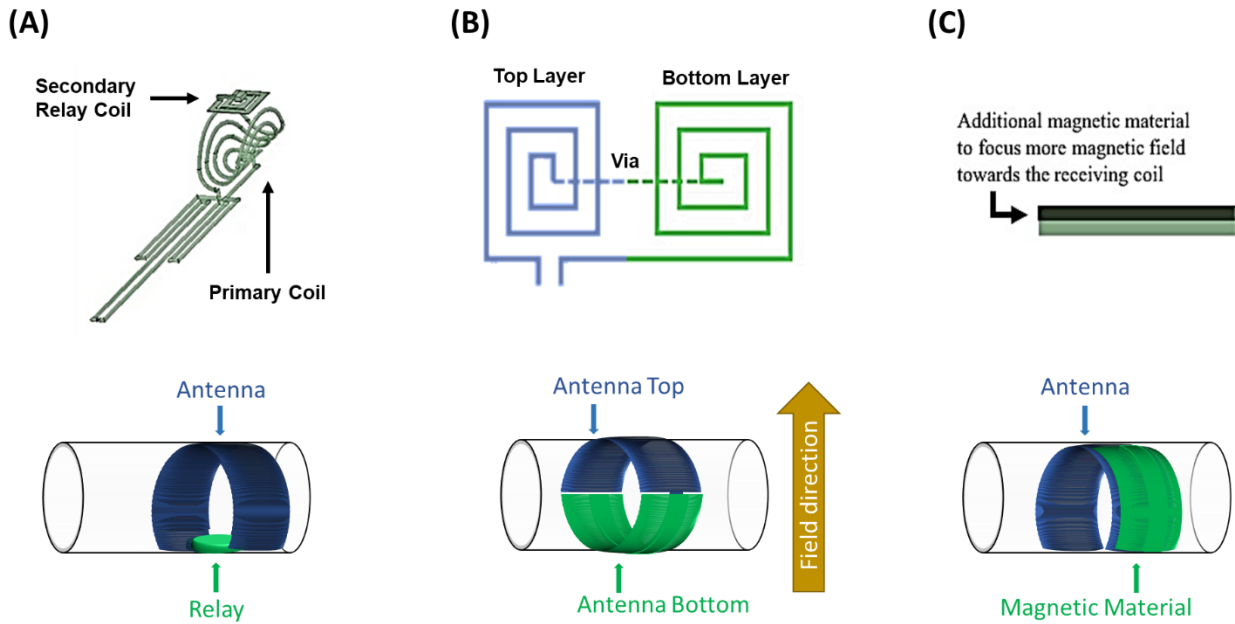 (A)
Secondary
Relay Coil
Primary Coil
Antenna
Relay
(B)
Top Layer
Bottom Layer
Via
Antenna Top
Antenna Bottom
Field direction
(C)
Additional magnetic material
to focus more magnetic field
towards the receiving coil
Antenna
Magnetic Material